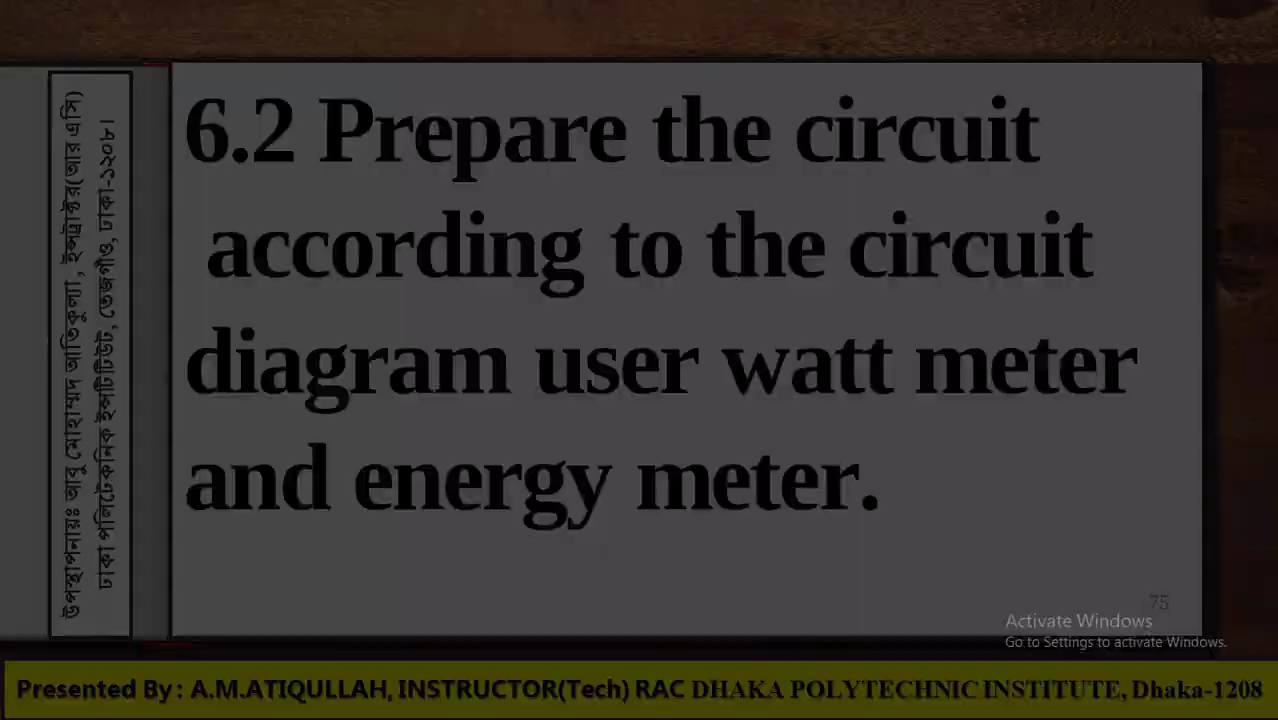 উপস্থাপনায়ঃ আবু মোহাম্মদ আতিকুল্যা, ইন্সট্রাক্টর(আর এসি)
ঢাকা পলিটেকনিক ইন্সটিটিউট, তেজগাঁও, ঢাকা-১২০৮।
6.2 Prepare the circuit
according to the circuit
diagram user watt meter
and energy meter.
75
Activate Windows
Go to Settings to activate Windows.
Presented By : A.M.ATIQULLAH, INSTRUCTOR(Tech) RAC DHAKA POLYTECHNIC INSTITUTE, Dhaka-1208